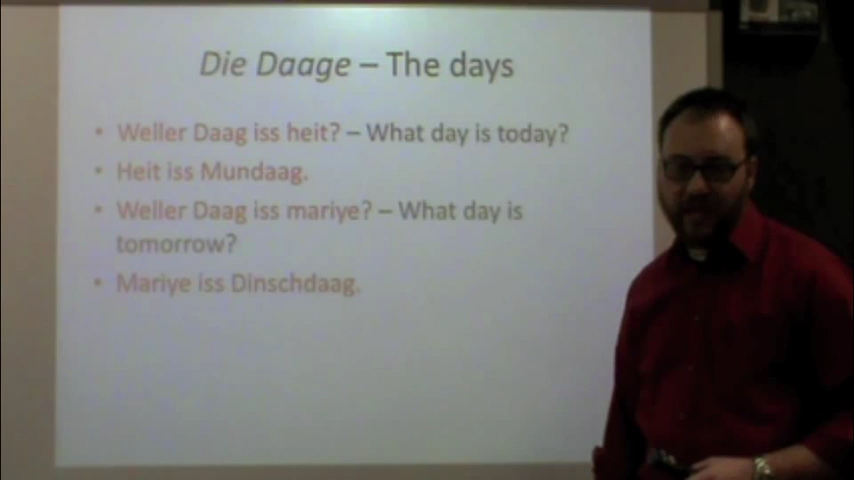 Die Daage – The days
• Weller Daag iss heit? – What day is today?
• Heit iss Mundaag.
• Weller Daag iss mariye? – What day is
tomorrow?
• Mariye iss Dinschdaag.